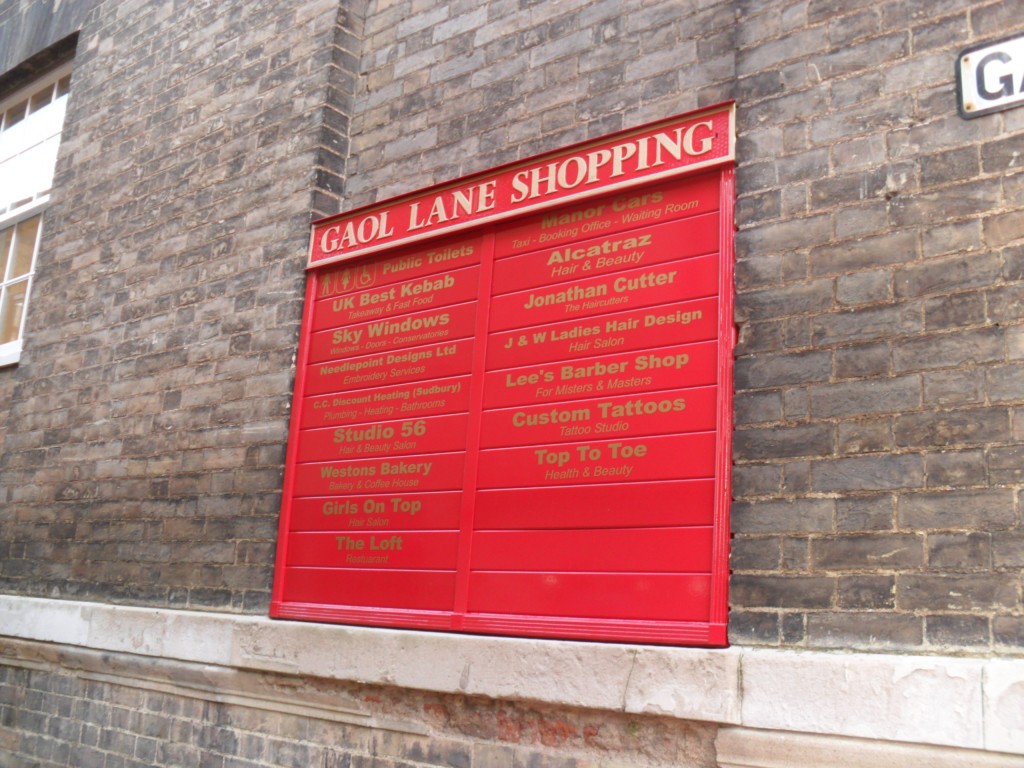 GAOL LANE SHOPPING
Public Toilets
UK Best Kebab
Takeaway & Fast Food
Sky Windows
Windows - Doors - Conservatories
Needlepoint Designs Ltd
Embroidery Services
C.C. Discount Heating (Sudbury)
Plumbing - Heating - Bathrooms
Studio 56
Hair & Beauty Salon
Westons Bakery
Bakery & Coffee House
Girls On Top
Hair Salon
The Loft
Restaurant
Manor Cars
Taxi - Booking Office - Waiting Room
Alcatraz
Hair & Beauty
Jonathan Cutter
The Haircutters
J & W Ladies Hair Design
Hair Salon
Lee's Barber Shop
For Misters & Masters
Custom Tattoos
Tattoo Studio
Top To Toe
Health & Beauty